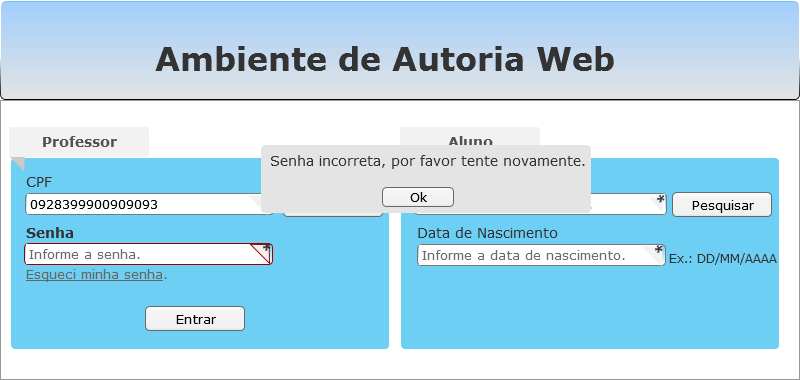 Ambiente de Autoria Web
Professor
Aluno
Senha incorreta, por favor tente novamente.
Ok
CPF
0928399900909093
*
Pesquisar
Senha
Informe a senha.
*
Esqueci minha senha.
Entrar
Data de Nascimento
Informe a data de nascimento.
*
Ex.: DD/MM/AAAA